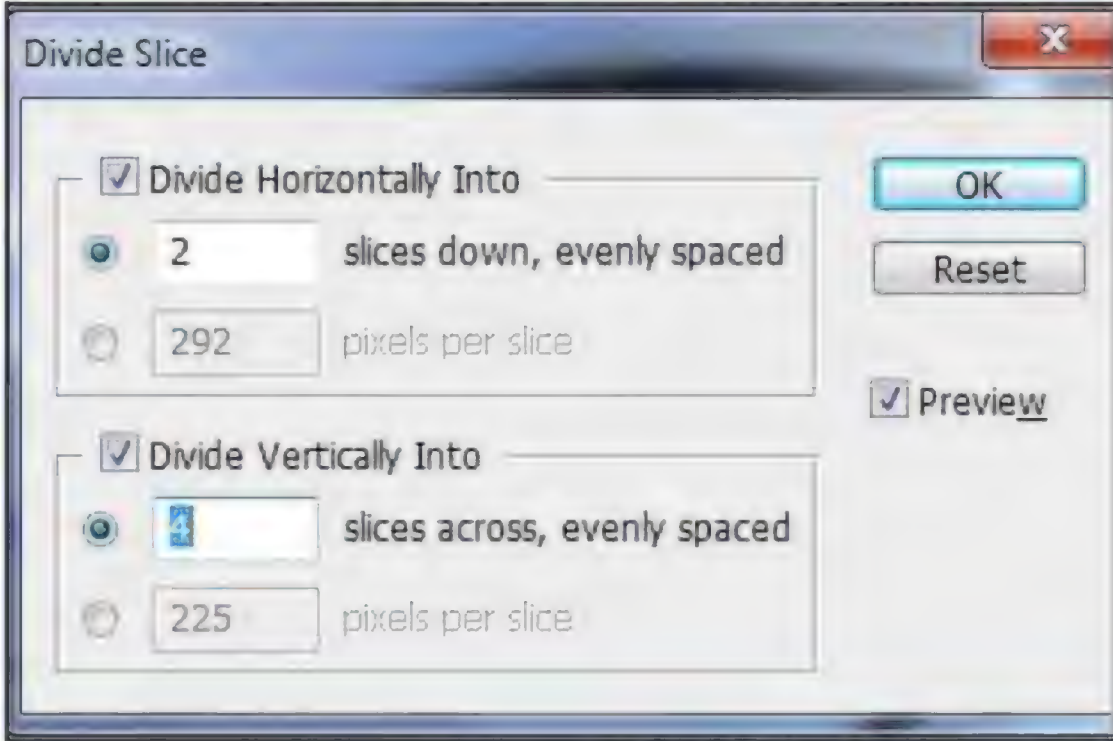 Divide Slice
Divide Horizontally Into
2 slices down, evenly spaced
292 pixels per slice
Divide Vertically Into
4 slices across, evenly spaced
225 pixels per slice
OK
Reset
Preview